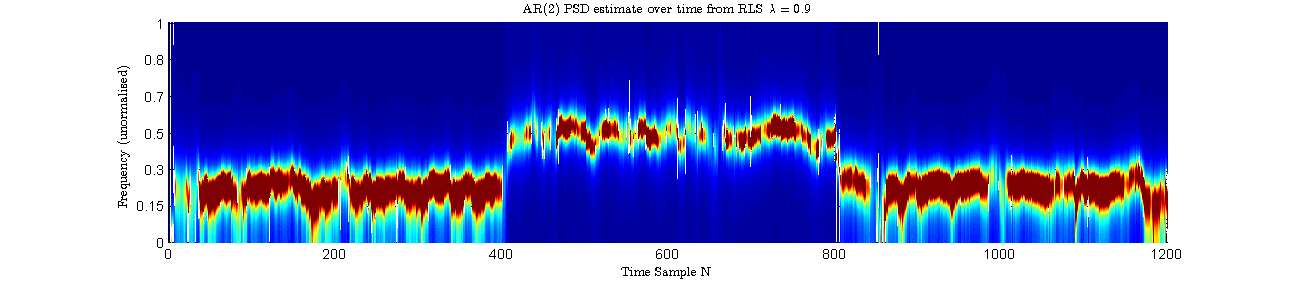 AR(2) PSD estimate over time from RLS λ = 0.9
Frequency (unormalised)
1
0.8
0.7
0.5
0.3
0.15
0
0 200 400 600 800 1000 1200
Time Sample N